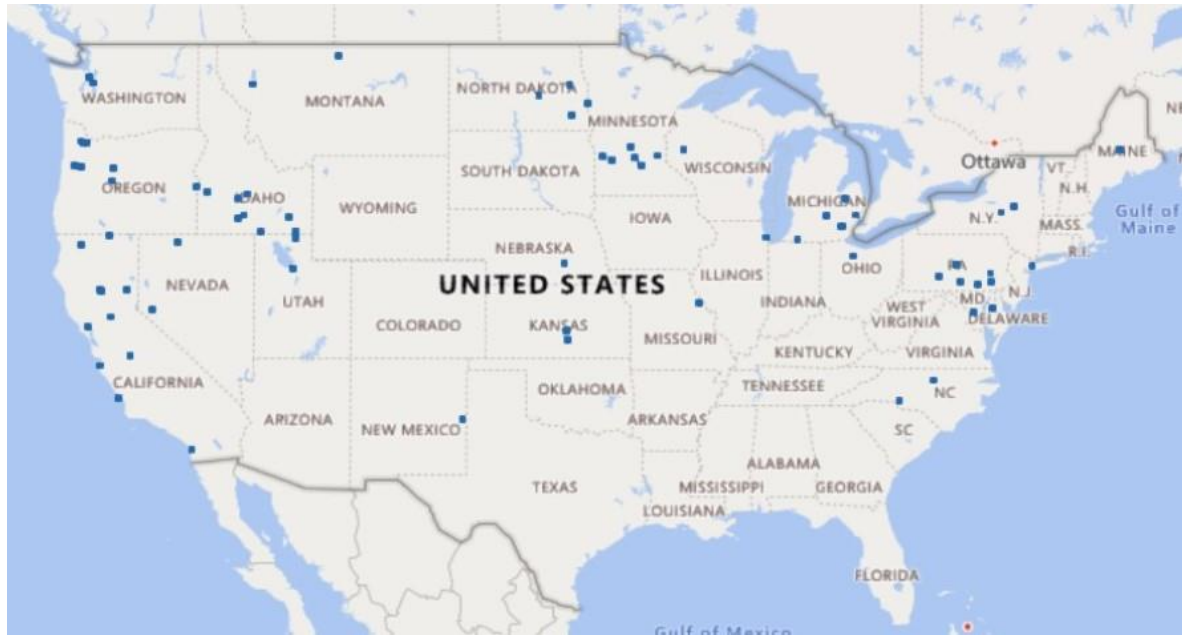 WASHINGTON
MONTANA
NORTH DAKOTA
MINNESOTA
Ottawa
MAINE
VT.
N.H.
NE
OREGON
IDAHO
WYOMING
SOUTH DAKOTA
WISCONSIN
MICHIGAN
N.Y.
MASS.
R.I.
Gulf of
Maine
IOWA
NEBRASKA
NEVADA
UTAH
COLORADO
UNITED STATES
KANSAS
ILLINOIS
INDIANA
OHIO
PA
N.J.
MD
DELAWARE
WEST
VIRGINIA
VIRGINIA
MISSOURI
KENTUCKY
CALIFORNIA
ARIZONA
NEW MEXICO
OKLAHOMA
ARKANSAS
TENNESSEE
NC
SC
TEXAS
LOUISIANA
MISSISSIPPI
ALABAMA
GEORGIA
FLORIDA
Gulf of Mexico